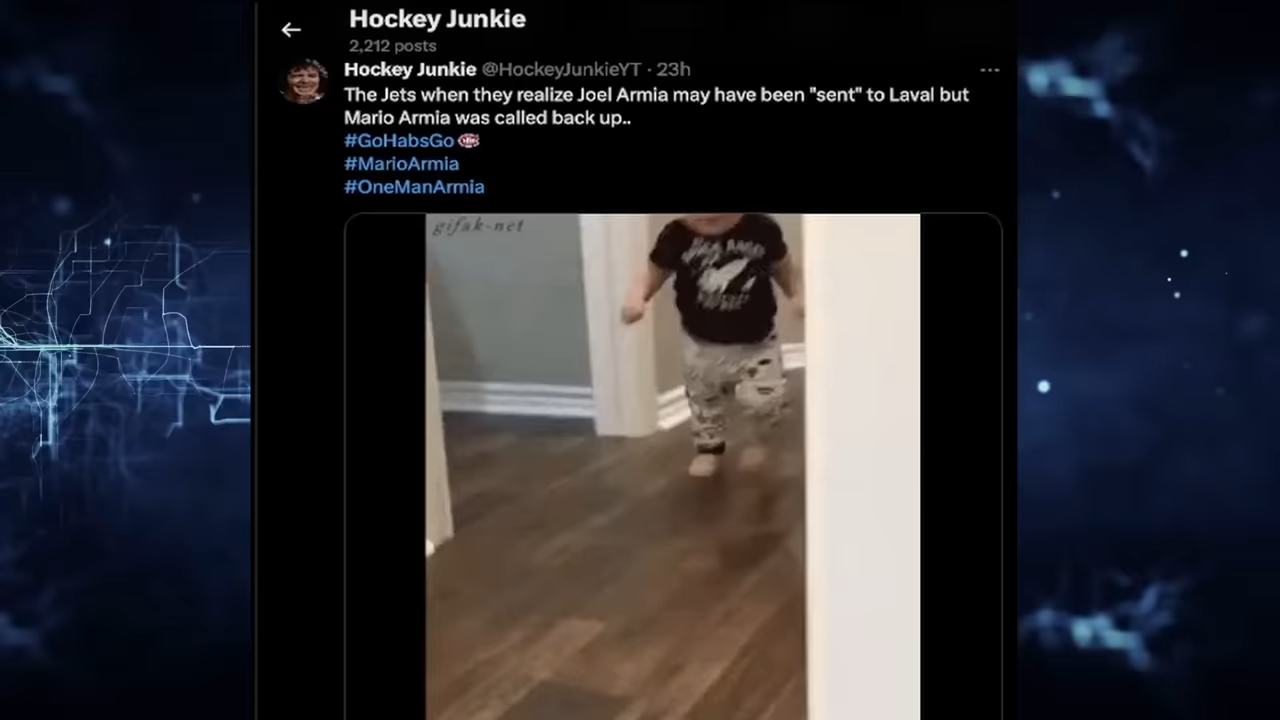 Hockey Junkie
2,212 posts
Hockey Junkie @HockeyJunkieYT · 23h
The Jets when they realize Joel Armia may have been "sent" to Laval but
Mario Armia was called back up..
#GoHabsGo
#MarioArmia
#OneManArmia
gifak-net